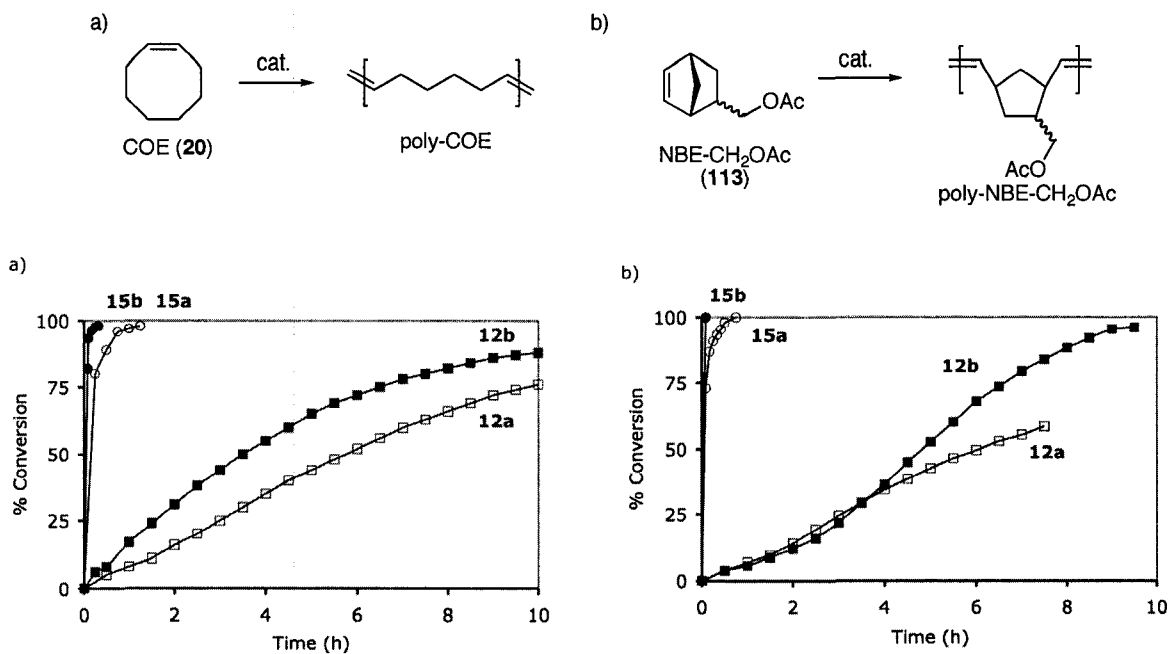 a)
cat.
COE (20)
poly-COE
b)
cat.
OAc
NBE-CH₂OAc
(113)
AcO
poly-NBE-CH₂OAc
a)
15b 15a
12b
12a
100
75
50
25
0
% Conversion
0 2 4 6 8 10
Time (h)
b)
15b
15a
12b
12a
100
75
50
25
0
% Conversion
0 2 4 6 8 10
Time (h)